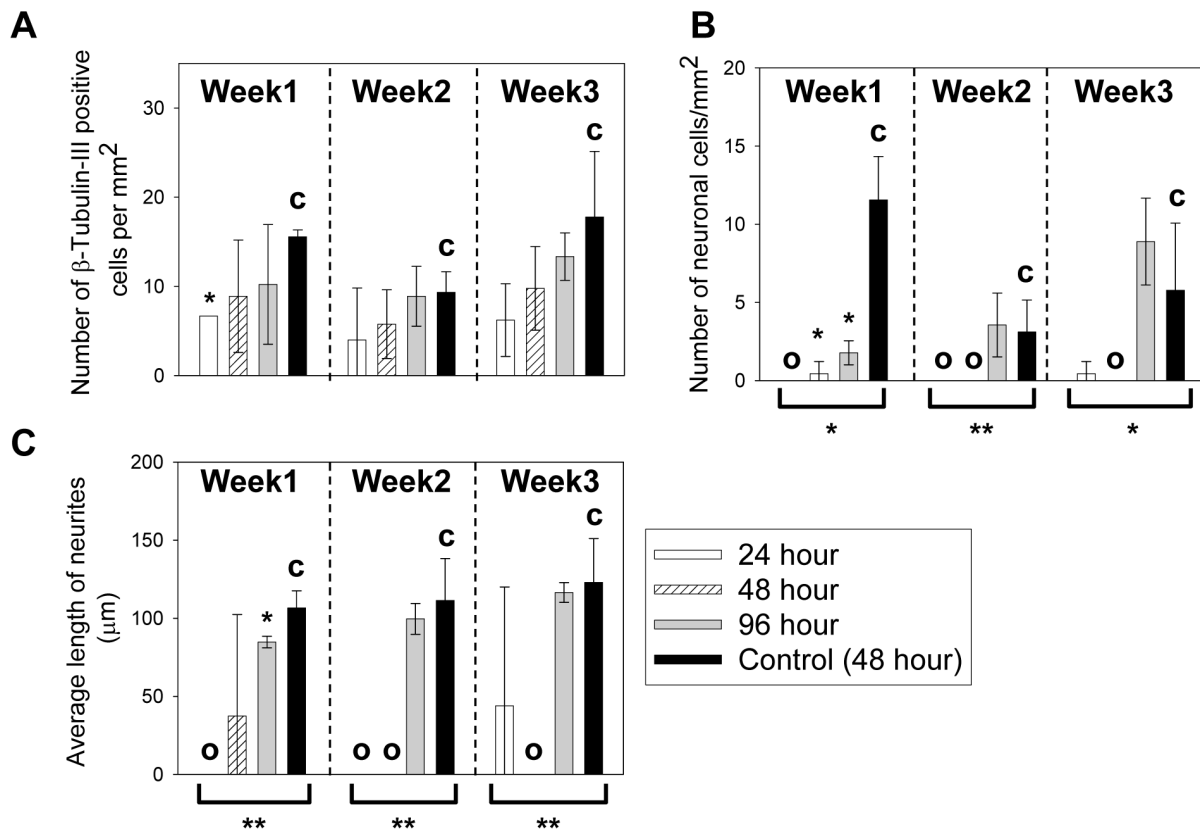 A
Number of β-Tubulin-III positive
cells per mm²
30
20
10
0
Week1
Week2
Week3
*
c
c
c
B
Number of neuronal cells/mm²
20
15
10
5
0
Week1
Week2
Week3
o
*
*
c
o
o
c
o
c
*
**
*
C
Average length of neurites
(μm)
200
150
100
50
0
Week1
Week2
Week3
o
*
c
o
o
c
o
c
**
**
**
24 hour
48 hour
96 hour
Control (48 hour)